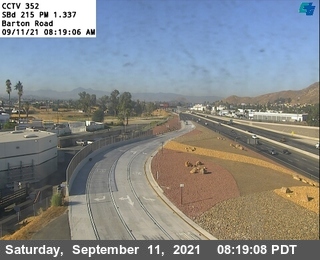 CCTV 352
SBd 215 PM 1.337
Barton Road
09/11/21 08:19:06 AM
Saturday, September 11, 2021 08:19:08 PDT